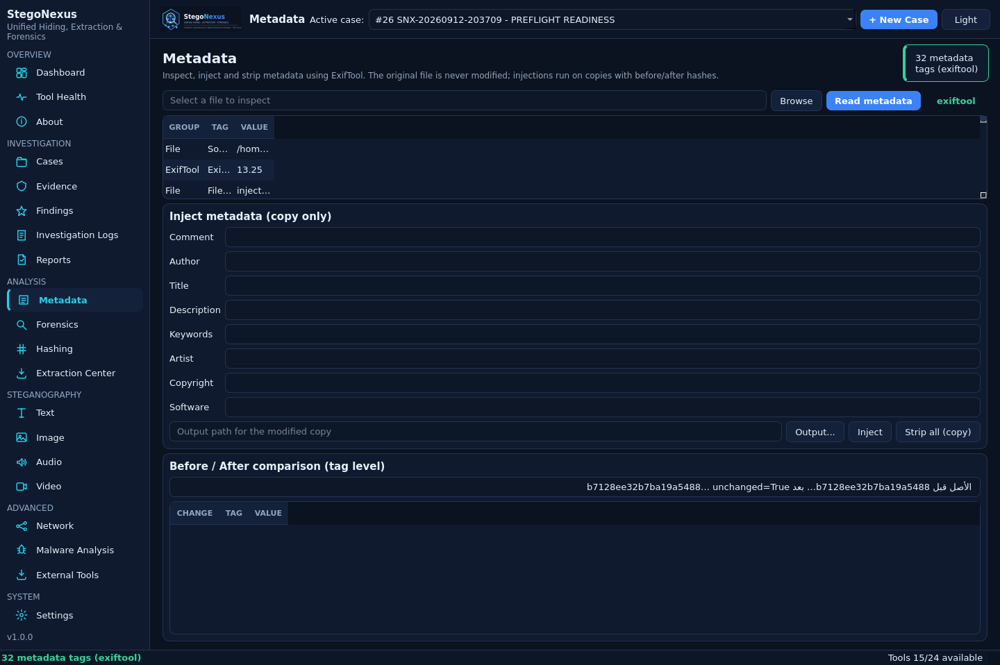 StegoNexus
Unified Hiding, Extraction &
Forensics
OVERVIEW
Dashboard
Tool Health
About
INVESTIGATION
Cases
Evidence
Findings
Investigation Logs
Reports
ANALYSIS
Metadata
Forensics
Hashing
Extraction Center
STEGANOGRAPHY
Text
Image
Audio
Video
ADVANCED
Network
Malware Analysis
External Tools
SYSTEM
Settings
v1.0.0
StegoNexus
Metadata Active case: #26 SNX-20260912-203709 - PREFLIGHT READINESS + New Case Light
Metadata
Inspect, inject and strip metadata using ExifTool. The original file is never modified; injections run on copies with before/after hashes.
32 metadata
tags (exiftool)
Select a file to inspect Browse Read metadata exiftool
GROUP TAG VALUE
File So... /hom...
ExifTool Exi... 13.25
File File... inject...
Inject metadata (copy only)
Comment
Author
Title
Description
Keywords
Artist
Copyright
Software
Output path for the modified copy Output... Inject Strip all (copy)
Before / After comparison (tag level)
الأصل قبل b7128ee32b7ba19a5488… بعد b7128ee32b7ba19a5488… unchanged=True
CHANGE TAG VALUE
32 metadata tags (exiftool) Tools 15/24 available